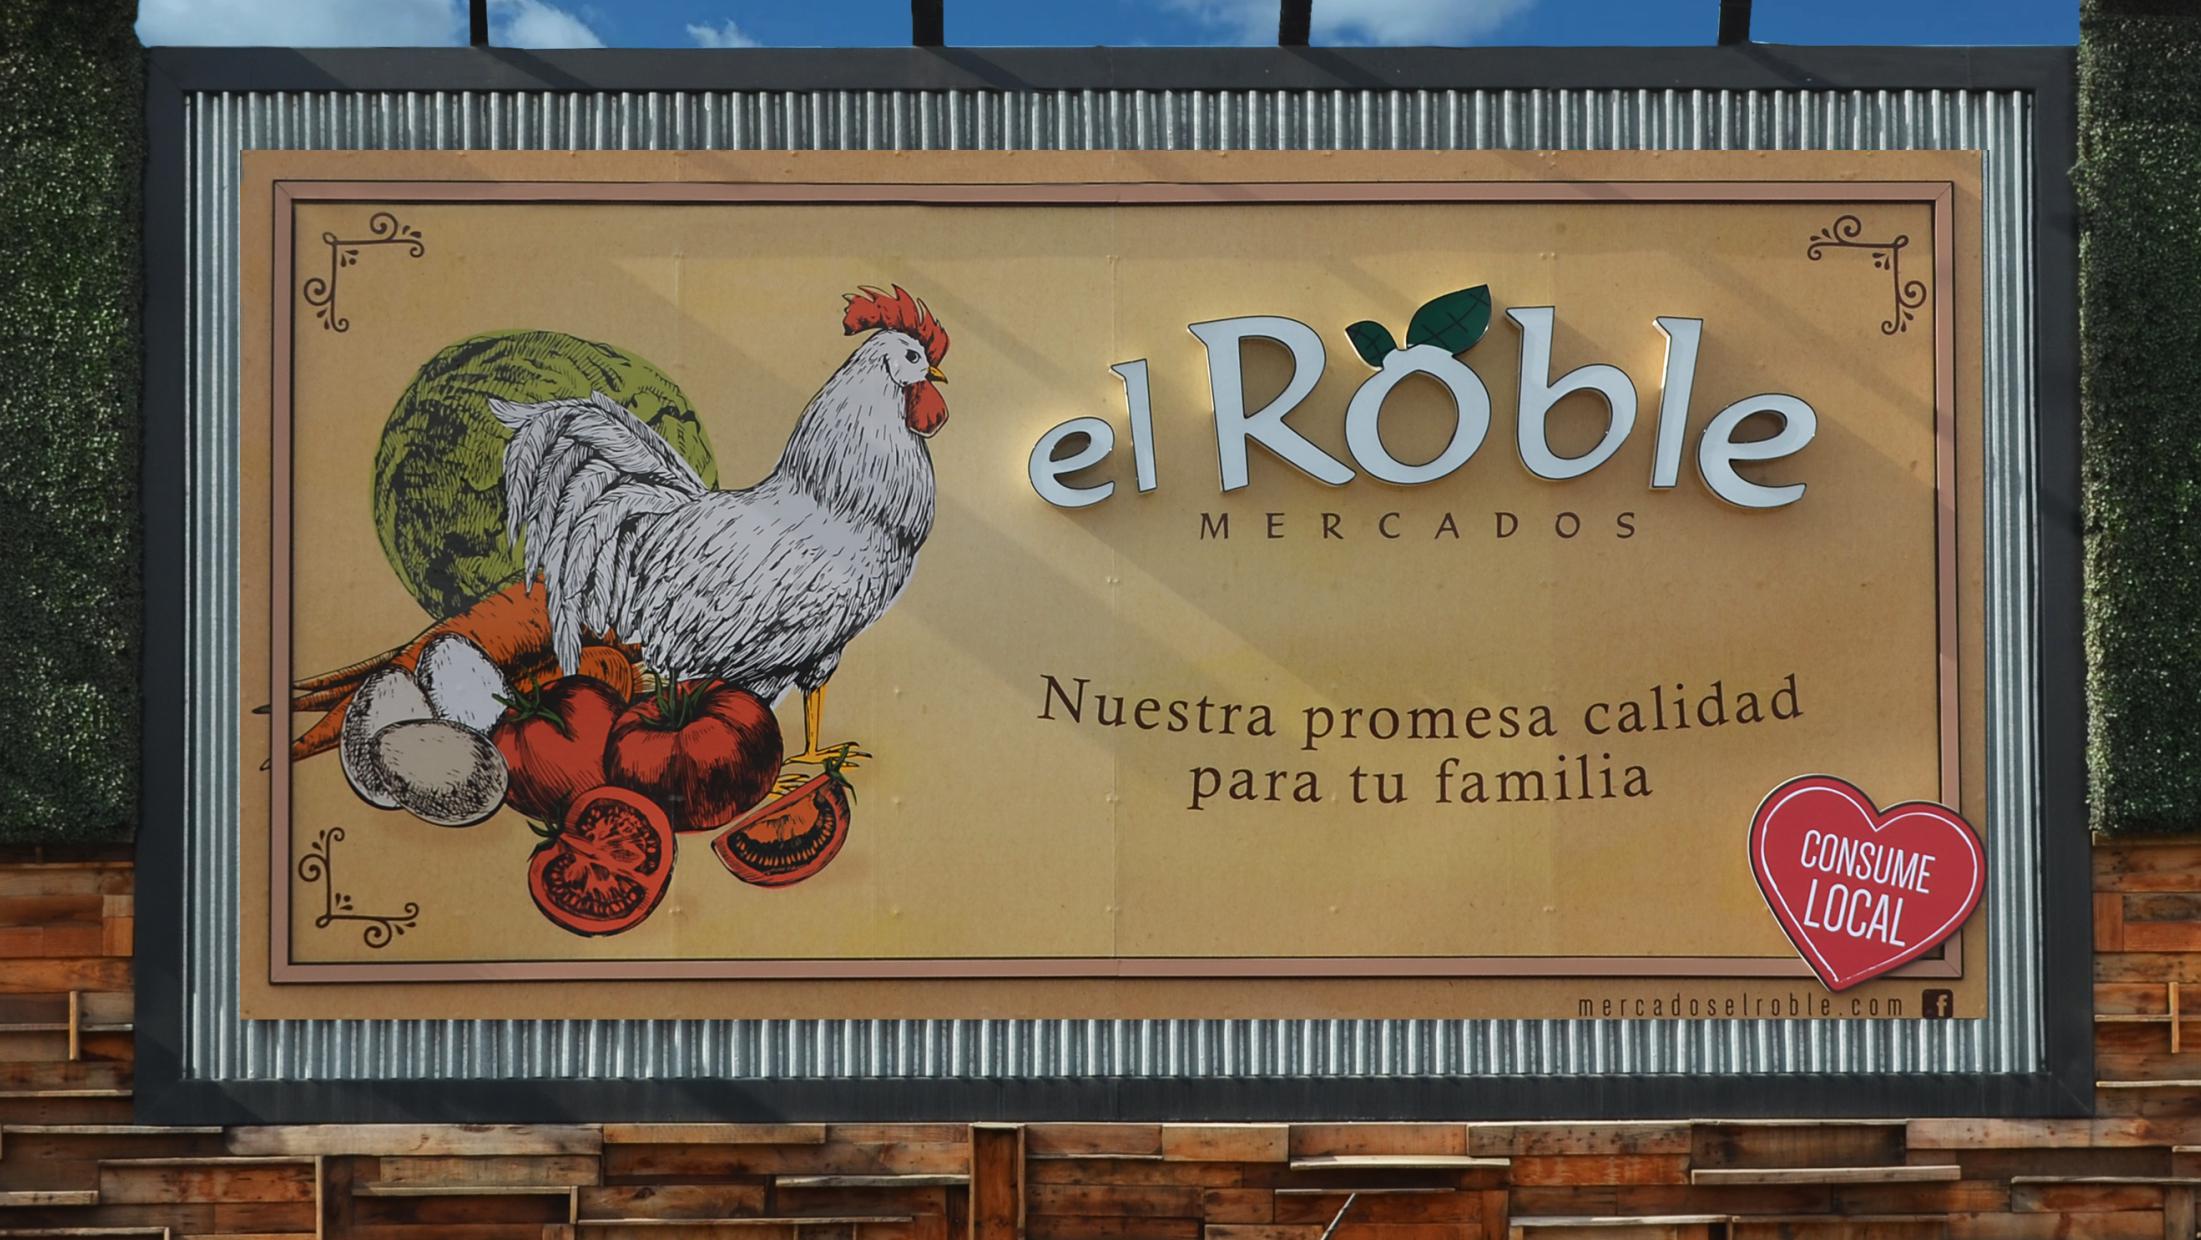 el Roble
MERCADOS
Nuestra promesa calidad
para tu familia
CONSUME
LOCAL
mercadoselroble.com f